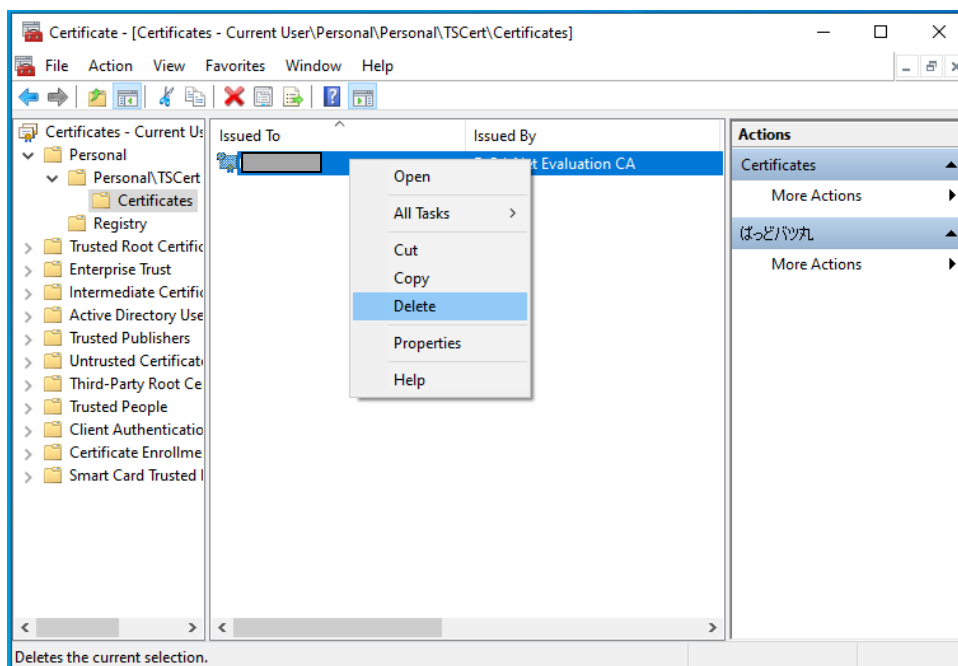 Certificate - [Certificates - Current User\Personal\Personal\TSCert\Certificates]
File Action View Favorites Window Help
Certificates - Current Us
Personal
Personal\TSCert
Certificates
Registry
Trusted Root Certific
Enterprise Trust
Intermediate Certific
Active Directory Use
Trusted Publishers
Untrusted Certificat
Third-Party Root Ce
Trusted People
Client Authenticatio
Certificate Enrollme
Smart Card Trusted
Issued To Issued By
Evaluation CA
Open
All Tasks
Cut
Copy
Delete
Properties
Help
Actions
Certificates
More Actions
ばっどバツ丸
More Actions
Deletes the current selection.